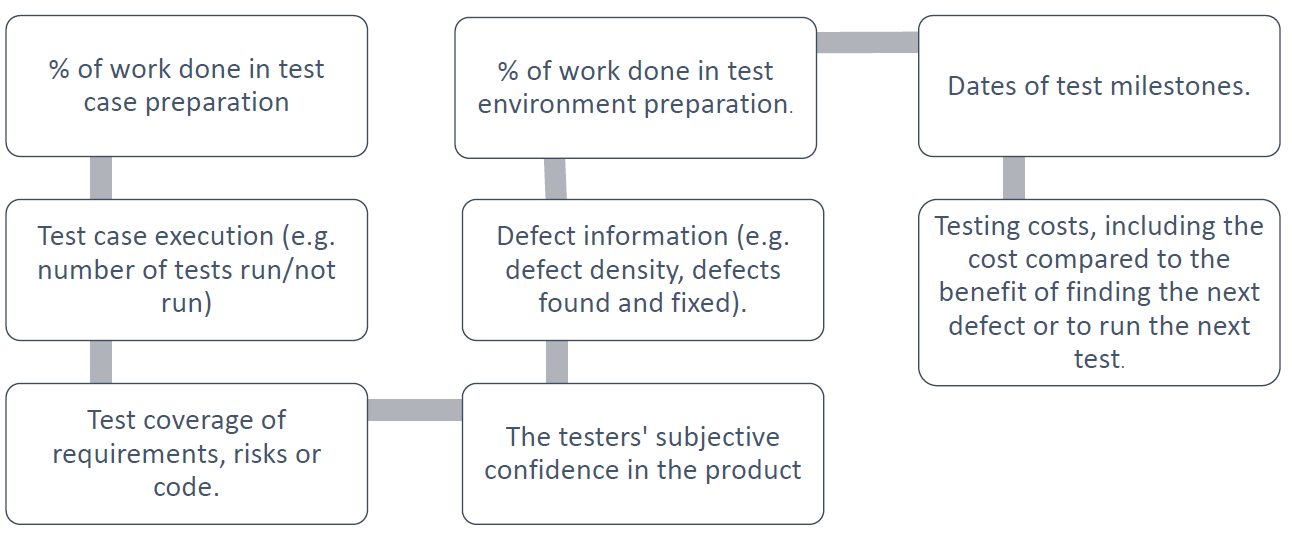 % of work done in test
case preparation
Test case execution (e.g.
number of tests run/not
run)
Test coverage of
requirements, risks or
code.
The testers' subjective
confidence in the product
Defect information (e.g.
defect density, defects
found and fixed).
% of work done in test
environment preparation.
Dates of test milestones.
Testing costs, including the
cost compared to the
benefit of finding the next
defect or to run the next
test.